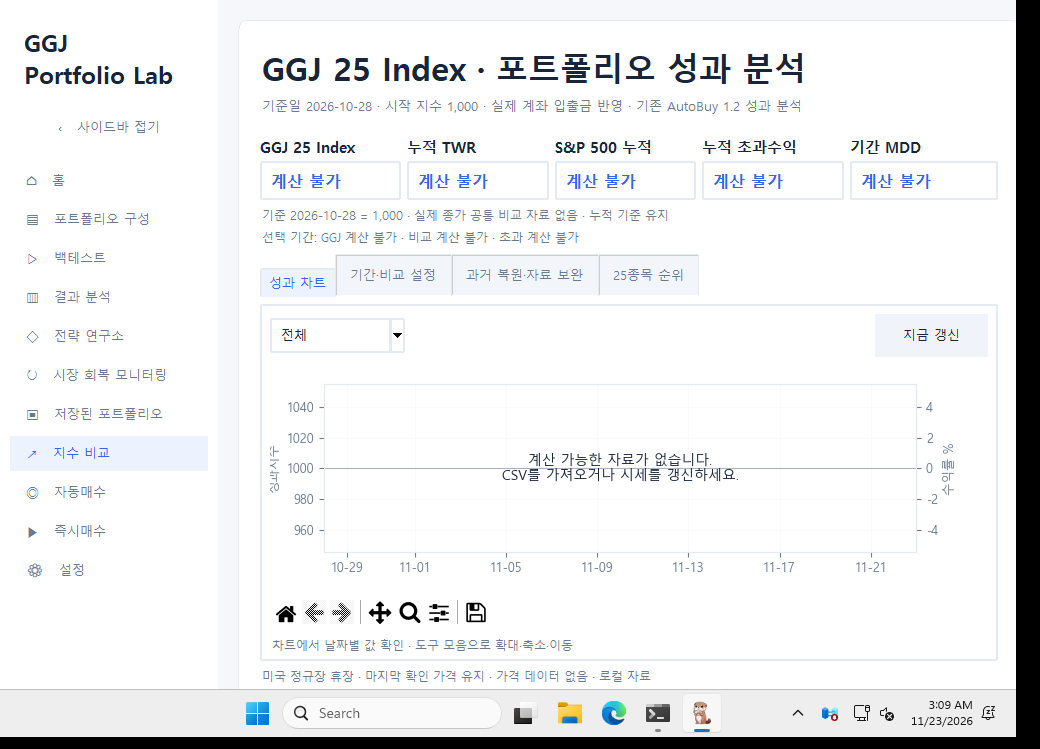 GGJ
Portfolio Lab
‹ 사이드바 접기
홈
포트폴리오 구성
백테스트
결과 분석
전략 연구소
시장 회복 모니터링
저장된 포트폴리오
지수 비교
자동매수
즉시매수
설정
GGJ 25 Index · 포트폴리오 성과 분석
기준일 2026-10-28 · 시작 지수 1,000 · 실제 계좌 입출금 반영 · 기존 AutoBuy 1.2 성과 분석
GGJ 25 Index 누적 TWR S&P 500 누적 누적 초과수익 기간 MDD
계산 불가 계산 불가 계산 불가 계산 불가 계산 불가
기준 2026-10-28 = 1,000 · 실제 종가 공통 비교 자료 없음 · 누적 기준 유지
선택 기간: GGJ 계산 불가 · 비교 계산 불가 · 초과 계산 불가
성과 차트 기간·비교 설정 과거 복원·자료 보완 25종목 순위
전체 지금 갱신
1040 4
1020 2
1000 0
980 -2
960 -4
성과지수
수익률 %
계산 가능한 자료가 없습니다.
CSV를 가져오거나 시세를 갱신하세요.
10-29 11-01 11-05 11-09 11-13 11-17 11-21
차트에서 날짜별 값 확인 · 도구 모음으로 확대·축소·이동
미국 정규장 휴장 · 마지막 확인 가격 유지 · 가격 데이터 없음 · 로컬 자료
Search
3:09 AM
11/23/2026